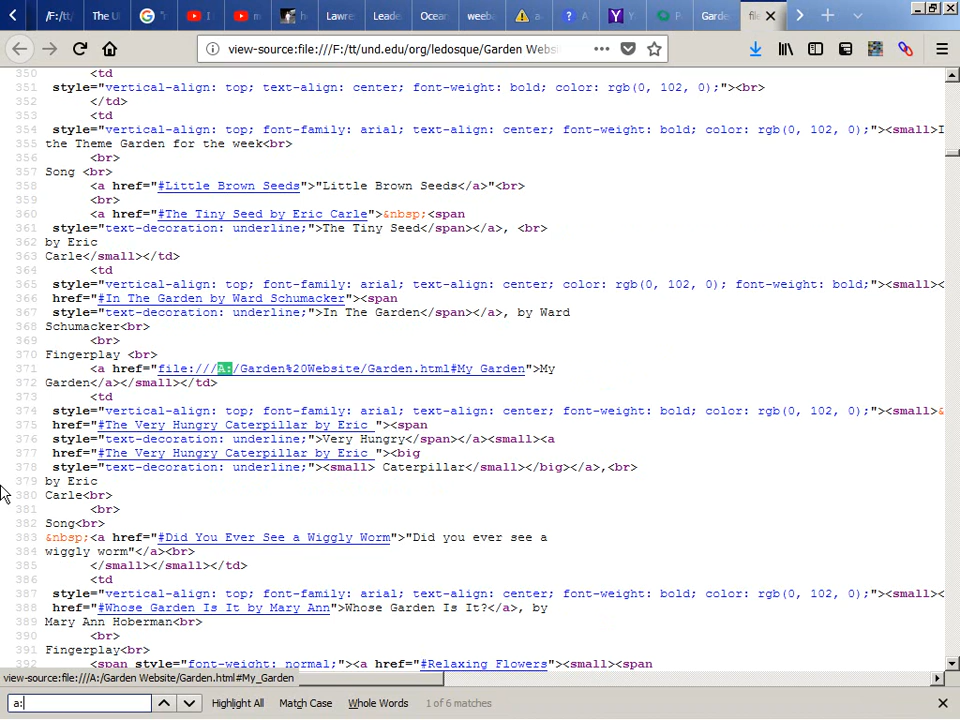 /F:/t
The U
I
m
h
Lawre
Leade
Ocean
weeba
a-
A
Y
P
Garde
file
view-source:file:///F:/tt/und.edu/org/ledosque/Garden Websi
350 <td
351 style="vertical-align: top; text-align: center; font-weight: bold; color: rgb(0, 102, 0);"><br>
352 </td>
353 <td
354 style="vertical-align: top; font-family: arial; text-align: center; font-weight: bold; color: rgb(0, 102, 0);"><small>I
355 the Theme Garden for the week<br>
356 <br>
357 Song <br>
358 <a href="#Little Brown Seeds">"Little Brown Seeds</a>"<br>
359 <br>
360 <a href="#The Tiny Seed by Eric Carle">&nbsp;<span
361 style="text-decoration: underline;">The Tiny Seed</span></a>, <br>
362 by Eric
363 Carle</small></td>
364 <td
365 style="vertical-align: top; font-family: arial; text-align: center; color: rgb(0, 102, 0); font-weight: bold;"><small><
366 href="#In The Garden by Ward Schumacker"><span
367 style="text-decoration: underline;">In The Garden</span></a>, by Ward
368 Schumacker<br>
369 <br>
370 Fingerplay <br>
371 <a href="file:///A:/Garden%20Website/Garden.html#My_Garden">My
372 Garden</a></small></td>
373 <td
374 style="vertical-align: top; font-family: arial; text-align: center; font-weight: bold; color: rgb(0, 102, 0);"><small>&
375 href="#The Very Hungry Caterpillar by Eric "><span
376 style="text-decoration: underline;">Very Hungry</span></a><small><a
377 href="#The Very Hungry Caterpillar by Eric "><big
378 style="text-decoration: underline;"><small> Caterpillar</small></big></a>,<br>
379 by Eric
380 Carle<br>
381 <br>
382 Song<br>
383 &nbsp;<a href="#Did You Ever See a Wiggly Worm">"Did you ever see a
384 wiggly worm"</a><br>
385 </small></small></td>
386 <td
387 style="vertical-align: top; font-family: arial; text-align: center; font-weight: bold; color: rgb(0, 102, 0);"><small><
388 href="#Whose Garden Is It by Mary Ann">Whose Garden Is It?</a>, by
389 Mary Ann Hoberman<br>
390 <br>
391 Fingerplay<br>
392 <span style="font-weight: normal;"><a href="#Relaxing Flowers"><small><span
view-source:file:///A:/Garden Website/Garden.html#My_Garden
a:
Highlight All
Match Case
Whole Words
1 of 6 matches